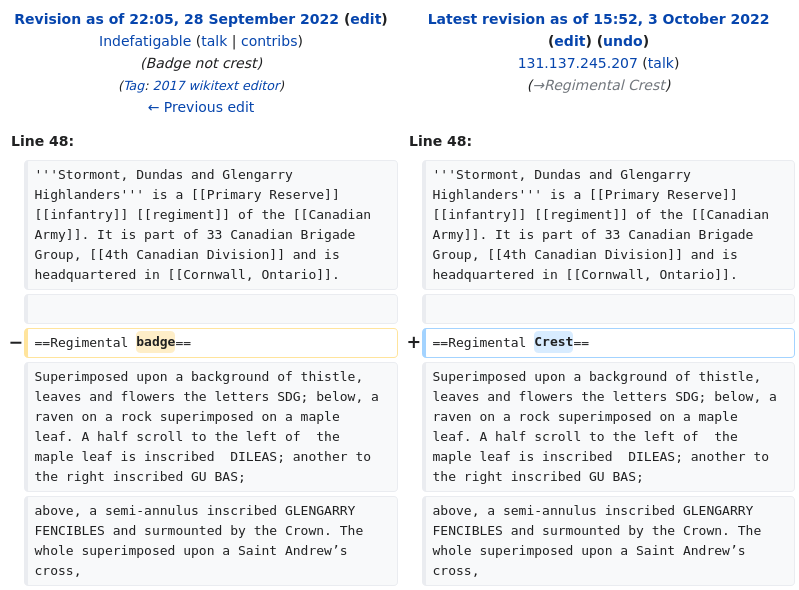 Revision as of 22:05, 28 September 2022 (edit)
Indefatigable (talk | contribs)
(Badge not crest)
(Tag: 2017 wikitext editor)
← Previous edit
Latest revision as of 15:52, 3 October 2022
(edit) (undo)
131.137.245.207 (talk)
(→Regimental Crest)
Line 48:
'''Stormont, Dundas and Glengarry
Highlanders''' is a [[Primary Reserve]]
[[infantry]] [[regiment]] of the [[Canadian
Army]]. It is part of 33 Canadian Brigade
Group, [[4th Canadian Division]] and is
headquartered in [[Cornwall, Ontario]].
Line 48:
'''Stormont, Dundas and Glengarry
Highlanders''' is a [[Primary Reserve]]
[[infantry]] [[regiment]] of the [[Canadian
Army]]. It is part of 33 Canadian Brigade
Group, [[4th Canadian Division]] and is
headquartered in [[Cornwall, Ontario]].
− ==Regimental badge==
+ ==Regimental Crest==
Superimposed upon a background of thistle,
leaves and flowers the letters SDG; below, a
raven on a rock superimposed on a maple
leaf. A half scroll to the left of  the
maple leaf is inscribed  DILEAS; another to
the right inscribed GU BAS;
Superimposed upon a background of thistle,
leaves and flowers the letters SDG; below, a
raven on a rock superimposed on a maple
leaf. A half scroll to the left of  the
maple leaf is inscribed  DILEAS; another to
the right inscribed GU BAS;
above, a semi-annulus inscribed GLENGARRY
FENCIBLES and surmounted by the Crown. The
whole superimposed upon a Saint Andrew’s
cross,
above, a semi-annulus inscribed GLENGARRY
FENCIBLES and surmounted by the Crown. The
whole superimposed upon a Saint Andrew’s
cross,